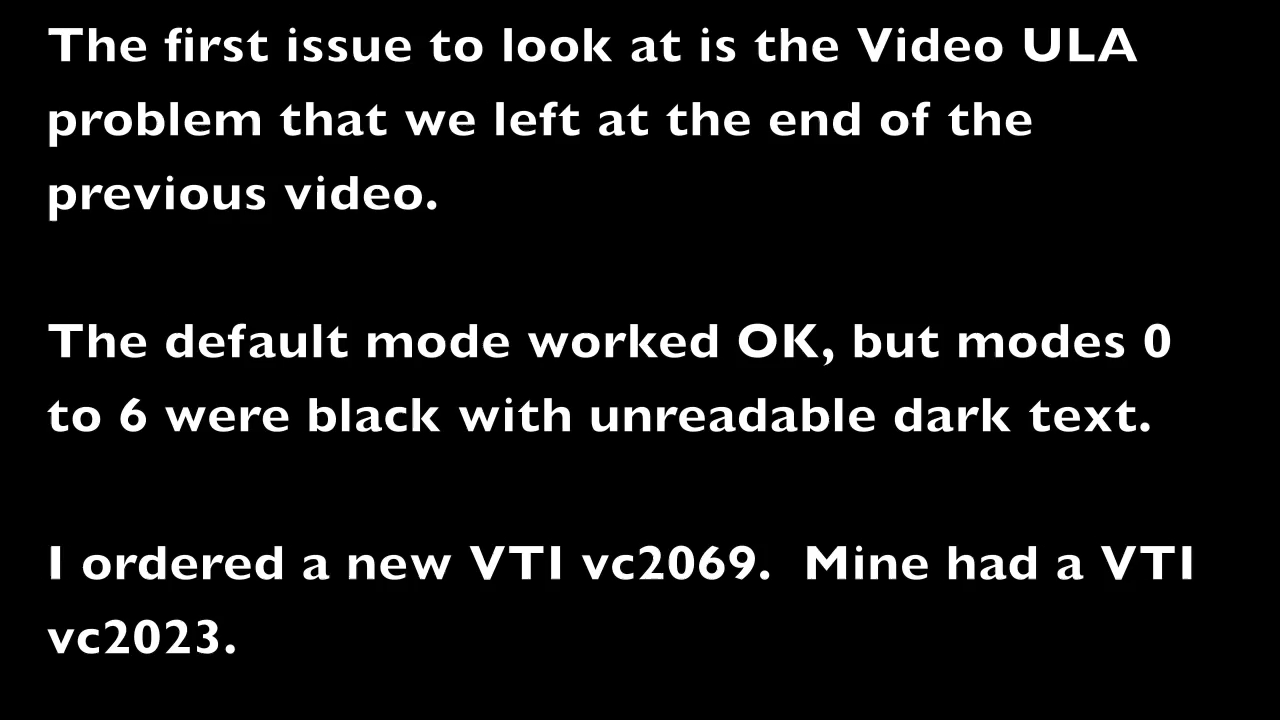 The first issue to look at is the Video ULA
problem that we left at the end of the
previous video.
The default mode worked OK, but modes 0
to 6 were black with unreadable dark text.
I ordered a new VTI vc2069.  Mine had a VTI
vc2023.